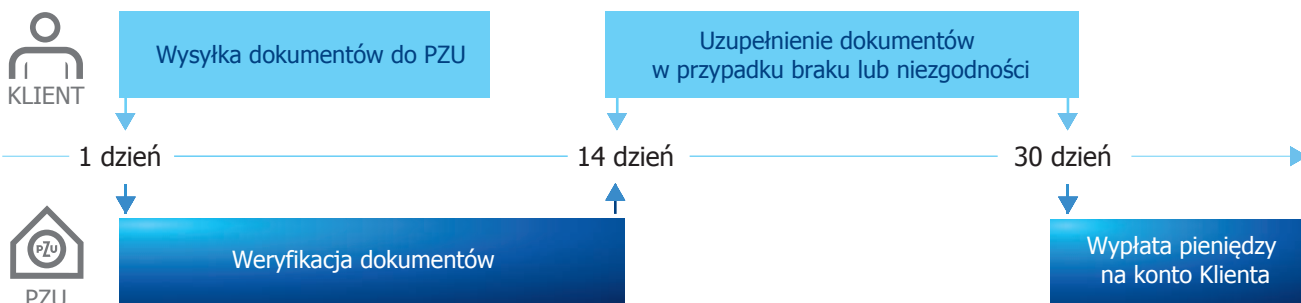 Wysyłka dokumentów do PZU
Uzupełnienie dokumentów
w przypadku braku lub niezgodności
KLIENT
1 dzień
14 dzień
30 dzień
PZU
Weryfikacja dokumentów
Wypłata pieniędzy
na konto Klienta
PZU